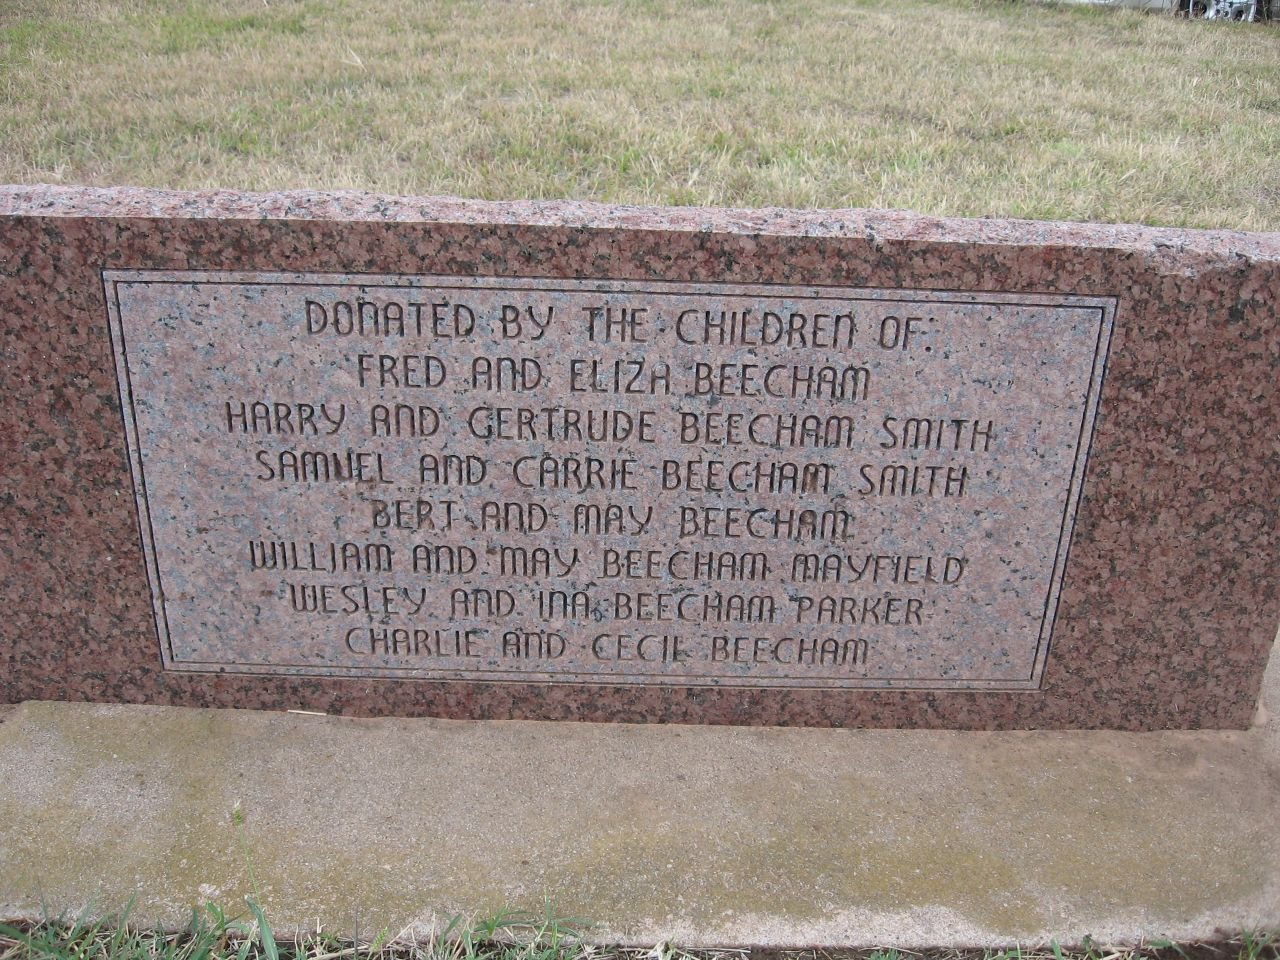 DONATED BY THE CHILDREN OF:
FRED AND ELIZA BEECHAM
HARRY AND GERTRUDE BEECHAM SMITH
SAMUEL AND CARRIE BEECHAM SMITH
BERT AND MAY BEECHAM
WILLIAM AND MAY BEECHAM MAYFIELD
WESLEY AND INA BEECHAM PARKER
CHARLIE AND CECIL BEECHAM